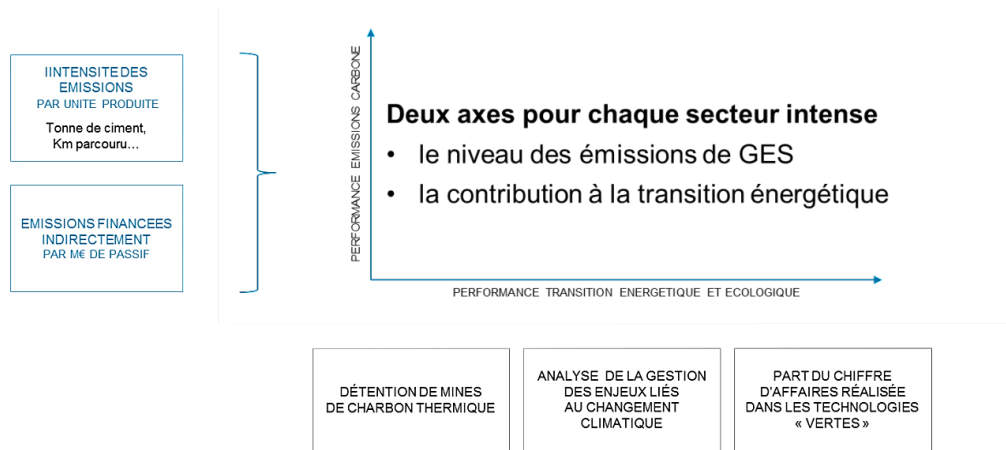 IINTENSITE DES
EMISSIONS
PAR UNITE PRODUITE
Tonne de ciment,
Km parcouru…
EMISSIONS FINANCEES
INDIRECTEMENT
PAR M€ DE PASSIF
PERFORMANCE EMISSIONS CARBONE
Deux axes pour chaque secteur intense
• le niveau des émissions de GES
• la contribution à la transition énergétique
PERFORMANCE TRANSITION ENERGETIQUE ET ECOLOGIQUE
DÉTENTION DE MINES
DE CHARBON THERMIQUE
ANALYSE DE LA GESTION
DES ENJEUX LIÉS
AU CHANGEMENT
CLIMATIQUE
PART DU CHIFFRE
D'AFFAIRES RÉALISÉE
DANS LES TECHNOLOGIES
« VERTES »